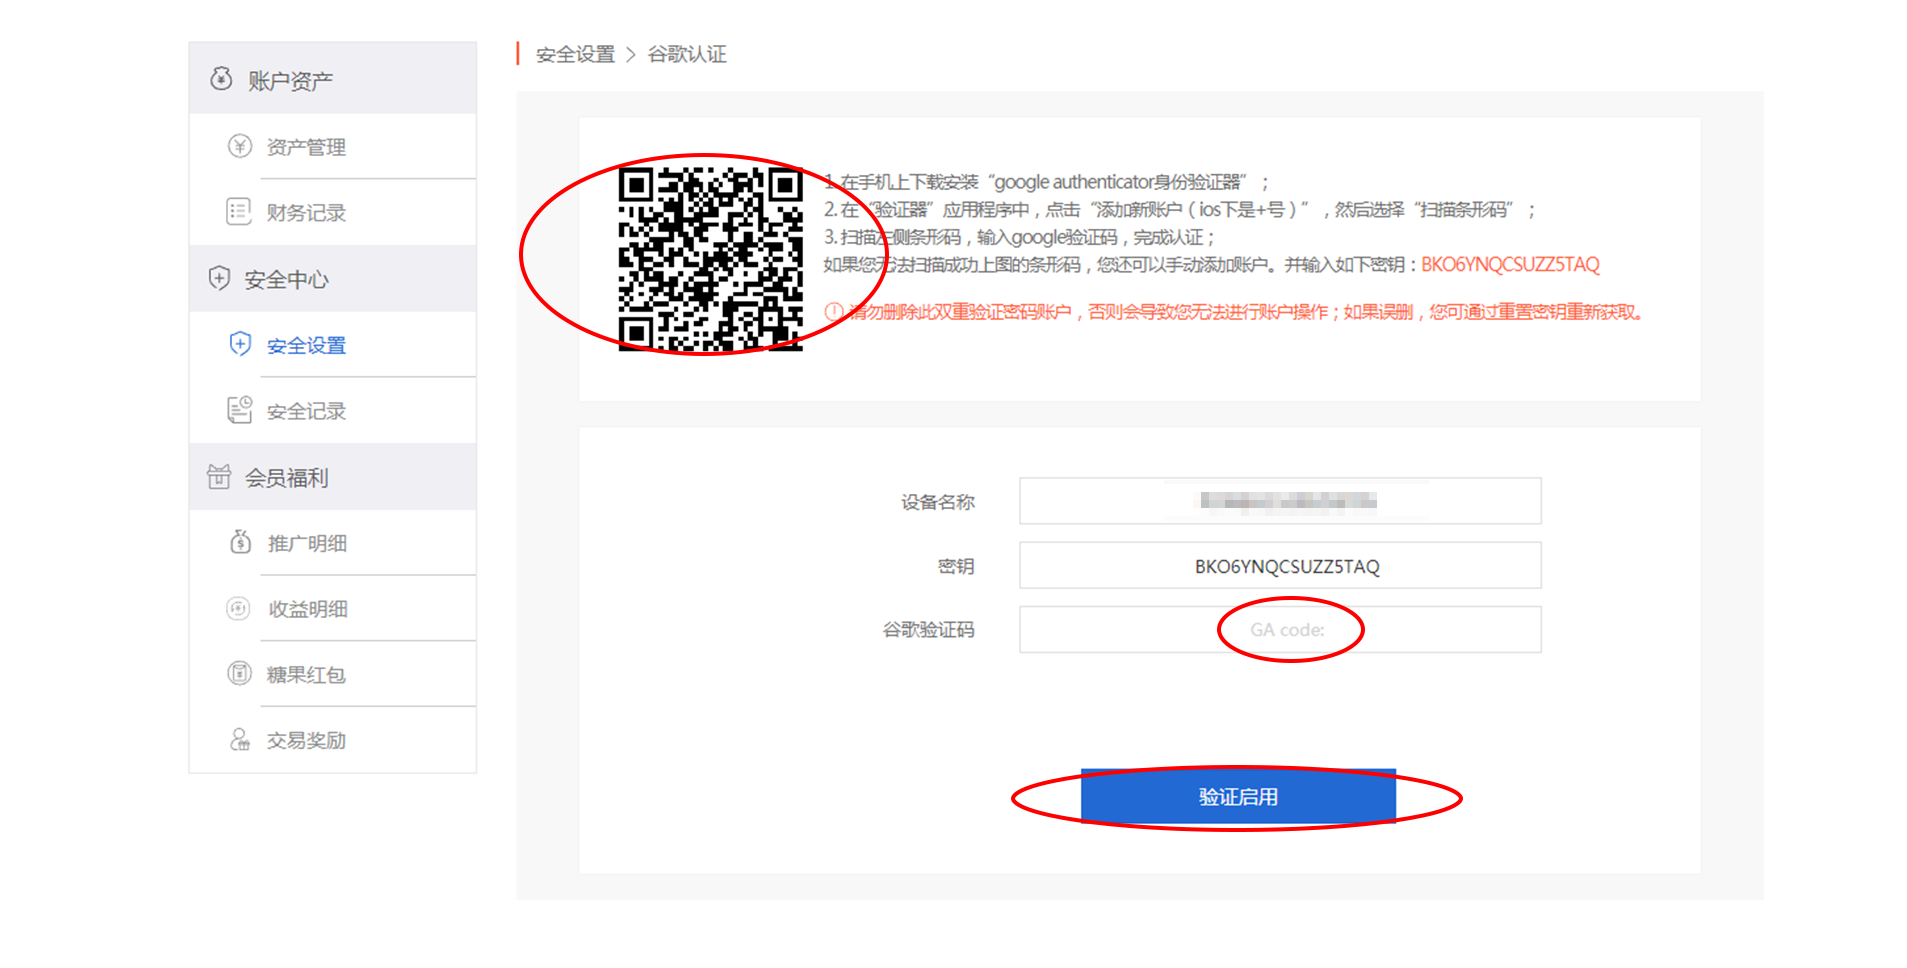 账户资产
资产管理
财务记录
安全中心
安全设置
安全记录
会员福利
推广明细
收益明细
糖果红包
交易奖励
安全设置 > 谷歌认证
1. 在手机上下载安装“google authenticator身份验证器”；
2. 在“验证器”应用程序中，点击“添加新账户（ios下是+号）”，然后选择“扫描条形码”；
3. 扫描左侧条形码，输入google验证码，完成认证；
如果您无法扫描成功上图的条形码，您还可以手动添加账户。并输入如下密钥：BKO6YNQCSUZZ5TAQ
请勿删除此双重验证密码账户，否则会导致您无法进行账户操作；如果误删，您可通过重置密钥重新获取。
设备名称
密钥 BKO6YNQCSUZZ5TAQ
谷歌验证码 GA code:
验证启用